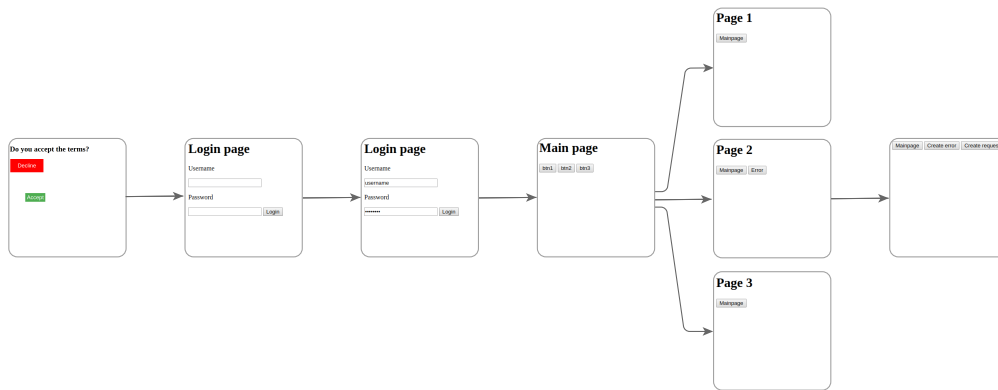 Do you accept the terms?
Decline
Accept
Login page
Username
Password
Login
Login page
Username
username
Password
••••••••
Login
Main page
btn1 btn2 btn3
Page 1
Mainpage
Page 2
Mainpage Error
Page 3
Mainpage
Mainpage Create error Create reques